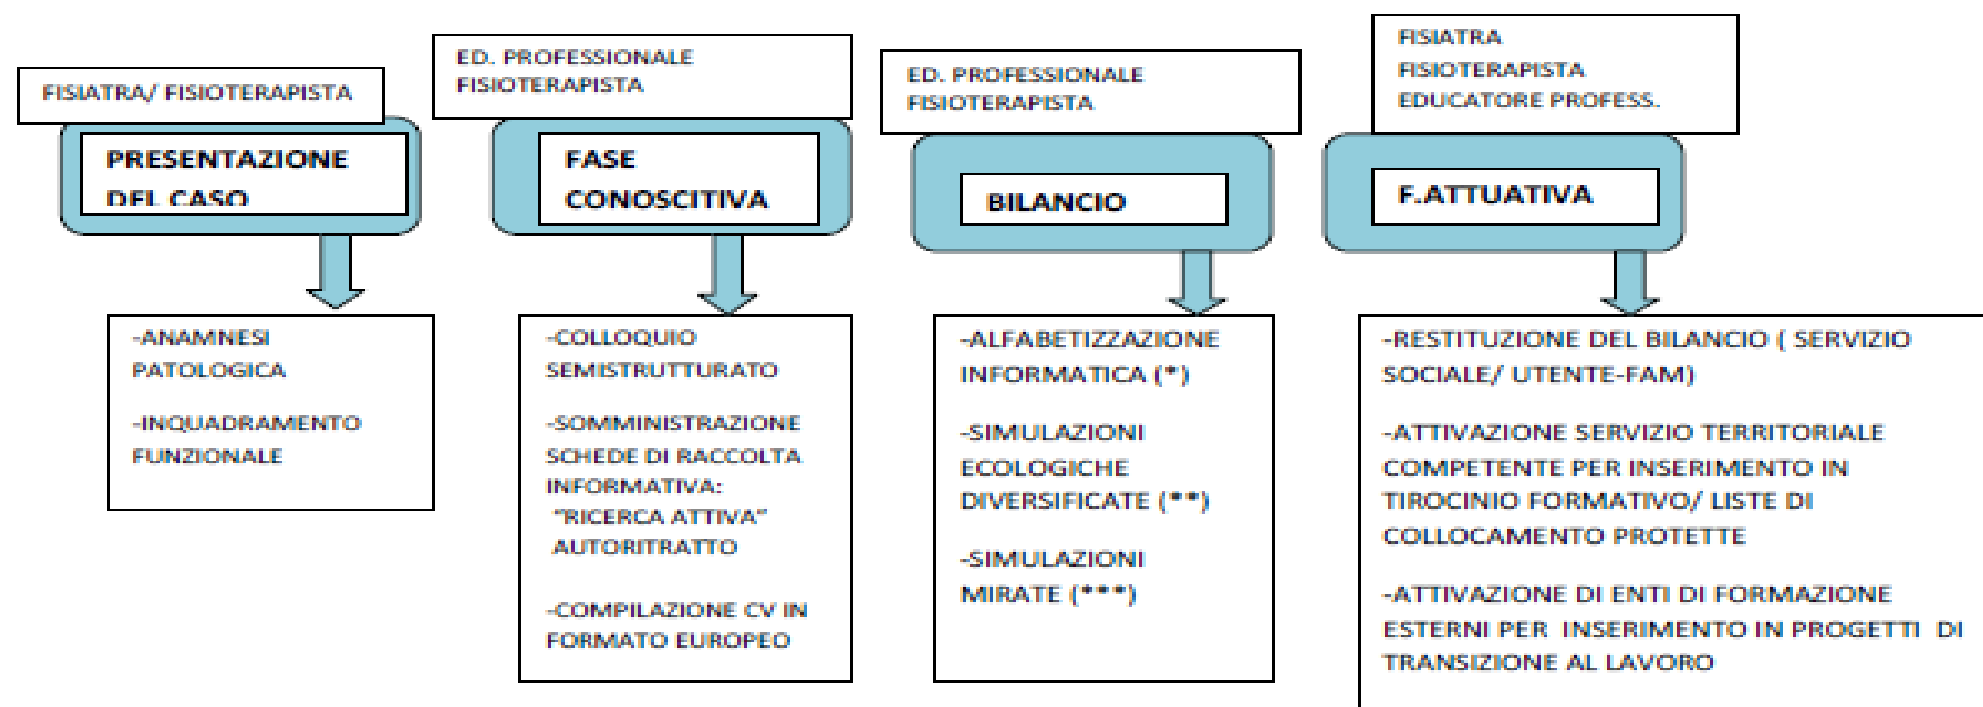 FISIATRA/ FISIOTERAPISTA
PRESENTAZIONE
DEL CASO
-ANAMNESI
PATOLOGICA
-INQUADRAMENTO
FUNZIONALE
ED. PROFESSIONALE
FISIOTERAPISTA
FASE
CONOSCITIVA
-COLLOQUIO
SEMISTRUTTURATO
-SOMMINISTRAZIONE
SCHEDE DI RACCOLTA
INFORMATIVA:
"RICERCA ATTIVA"
AUTORITRATTO
-COMPILAZIONE CV IN
FORMATO EUROPEO
ED. PROFESSIONALE
FISIOTERAPISTA
BILANCIO
-ALFABETIZZAZIONE
INFORMATICA (*)
-SIMULAZIONI
ECOLOGICHE
DIVERSIFICATE (**)
-SIMULAZIONI
MIRATE (***)
FISIATRA
FISIOTERAPISTA
EDUCATORE PROFESS.
F.ATTUATIVA
-RESTITUZIONE DEL BILANCIO ( SERVIZIO
SOCIALE/ UTENTE-FAM)
-ATTIVAZIONE SERVIZIO TERRITORIALE
COMPETENTE PER INSERIMENTO IN
TIROCINIO FORMATIVO/ LISTE DI
COLLOCAMENTO PROTETTE
-ATTIVAZIONE DI ENTI DI FORMAZIONE
ESTERNI PER INSERIMENTO IN PROGETTI DI
TRANSIZIONE AL LAVORO